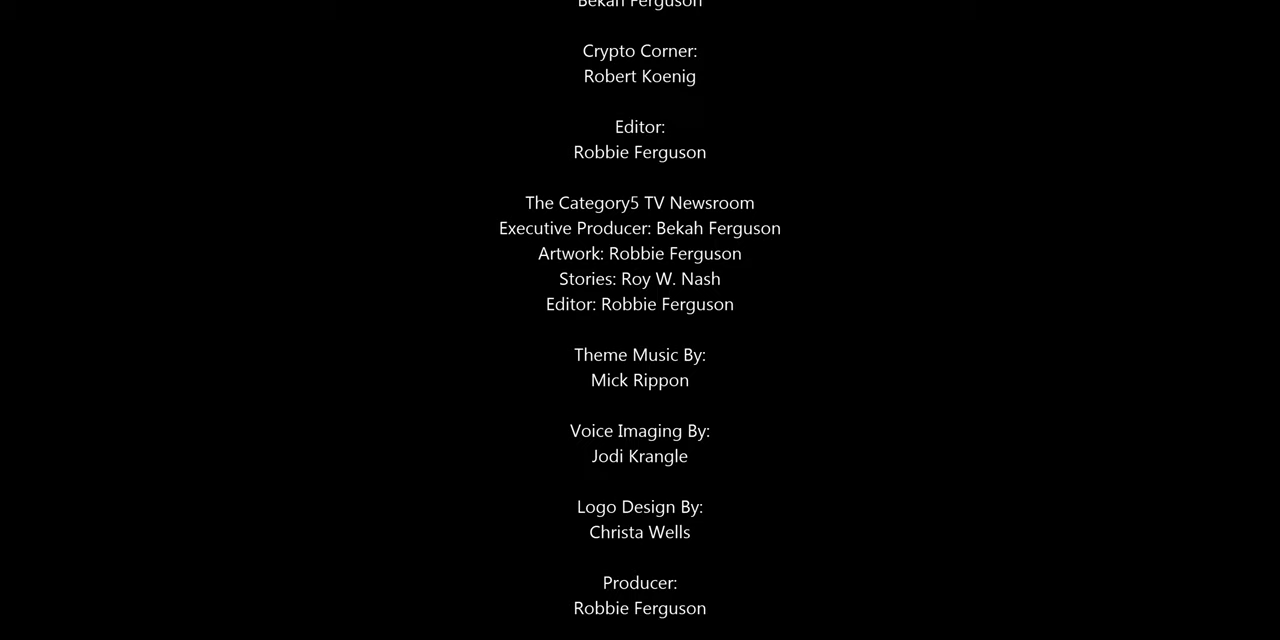 Bekah Ferguson
Crypto Corner:
Robert Koenig
Editor:
Robbie Ferguson
The Category5 TV Newsroom
Executive Producer: Bekah Ferguson
Artwork: Robbie Ferguson
Stories: Roy W. Nash
Editor: Robbie Ferguson
Theme Music By:
Mick Rippon
Voice Imaging By:
Jodi Krangle
Logo Design By:
Christa Wells
Producer:
Robbie Ferguson